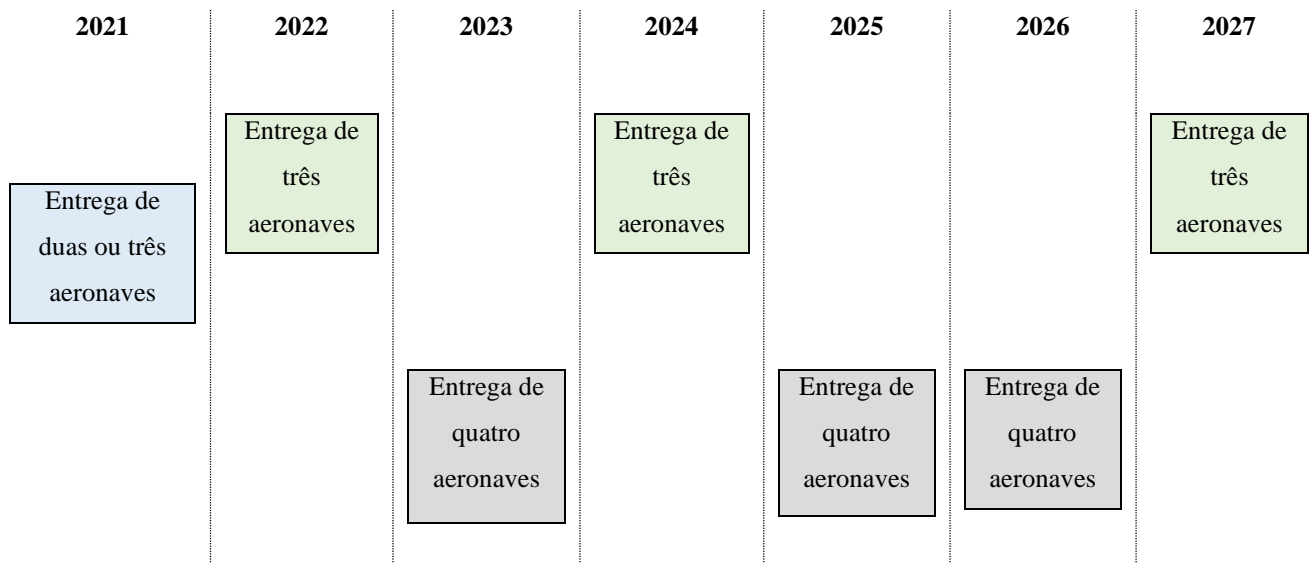 2021
2022
2023
2024
2025
2026
2027
Entrega de
duas ou três
aeronaves
Entrega de
três
aeronaves
Entrega de
quatro
aeronaves
Entrega de
três
aeronaves
Entrega de
quatro
aeronaves
Entrega de
quatro
aeronaves
Entrega de
três
aeronaves